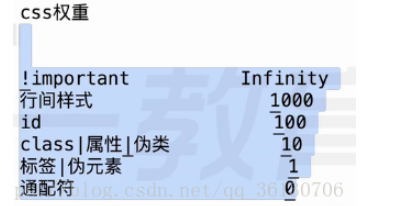 css权重
!important Infinity
行间样式 1000
id 100
class|属性|伪类 10
标签|伪元素 1
通配符 0